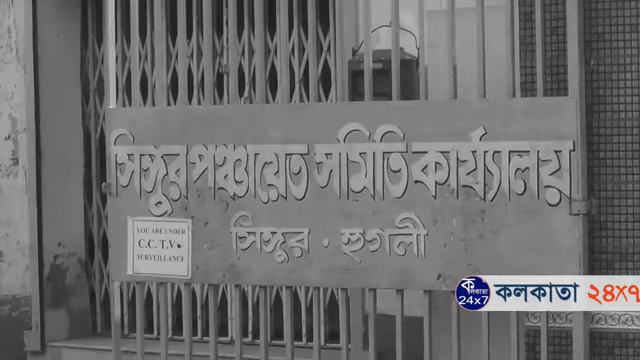 সিঙ্গুর পঞ্চায়েত সমিতি কার্য্যালয়
সিঙ্গুর · হুগলী
YOU ARE UNDER
C.C.T.V
SURVEILLANCE
ক
কলকাতা
24x7
কলকাতা ২৪x৭